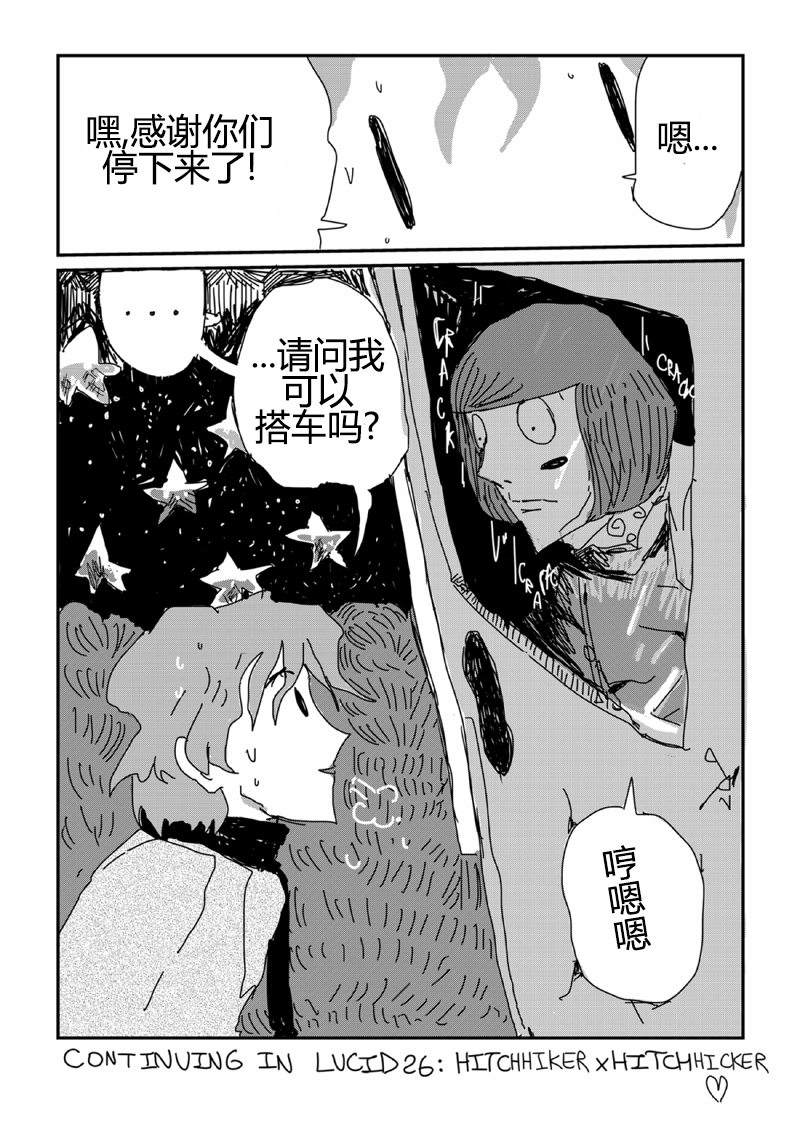 嘿,感谢你们
停下来了!
嗯...
...
...请问我
可以
搭车吗?
CRACK
CRACK
CRACK
哼
嗯
嗯
CONTINUING IN LUCID26: HITCHHIKER x HITCHHICKER
♡